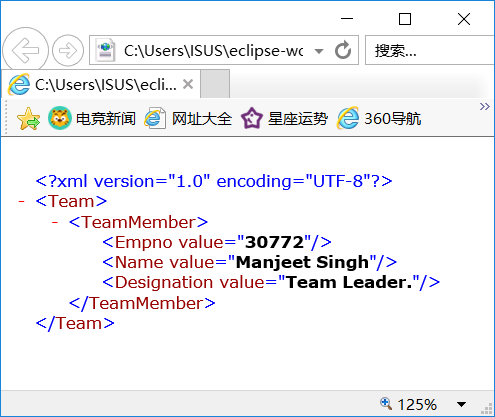 C:\Users\ISUS\eclipse-wo
搜索...
C:\Users\ISUS\ecli...
电竞新闻 网址大全 星座运势 360导航
<?xml version="1.0" encoding="UTF-8"?>
- <Team>
- <TeamMember>
<Empno value="30772"/>
<Name value="Manjeet Singh"/>
<Designation value="Team Leader."/>
</TeamMember>
</Team>
125%